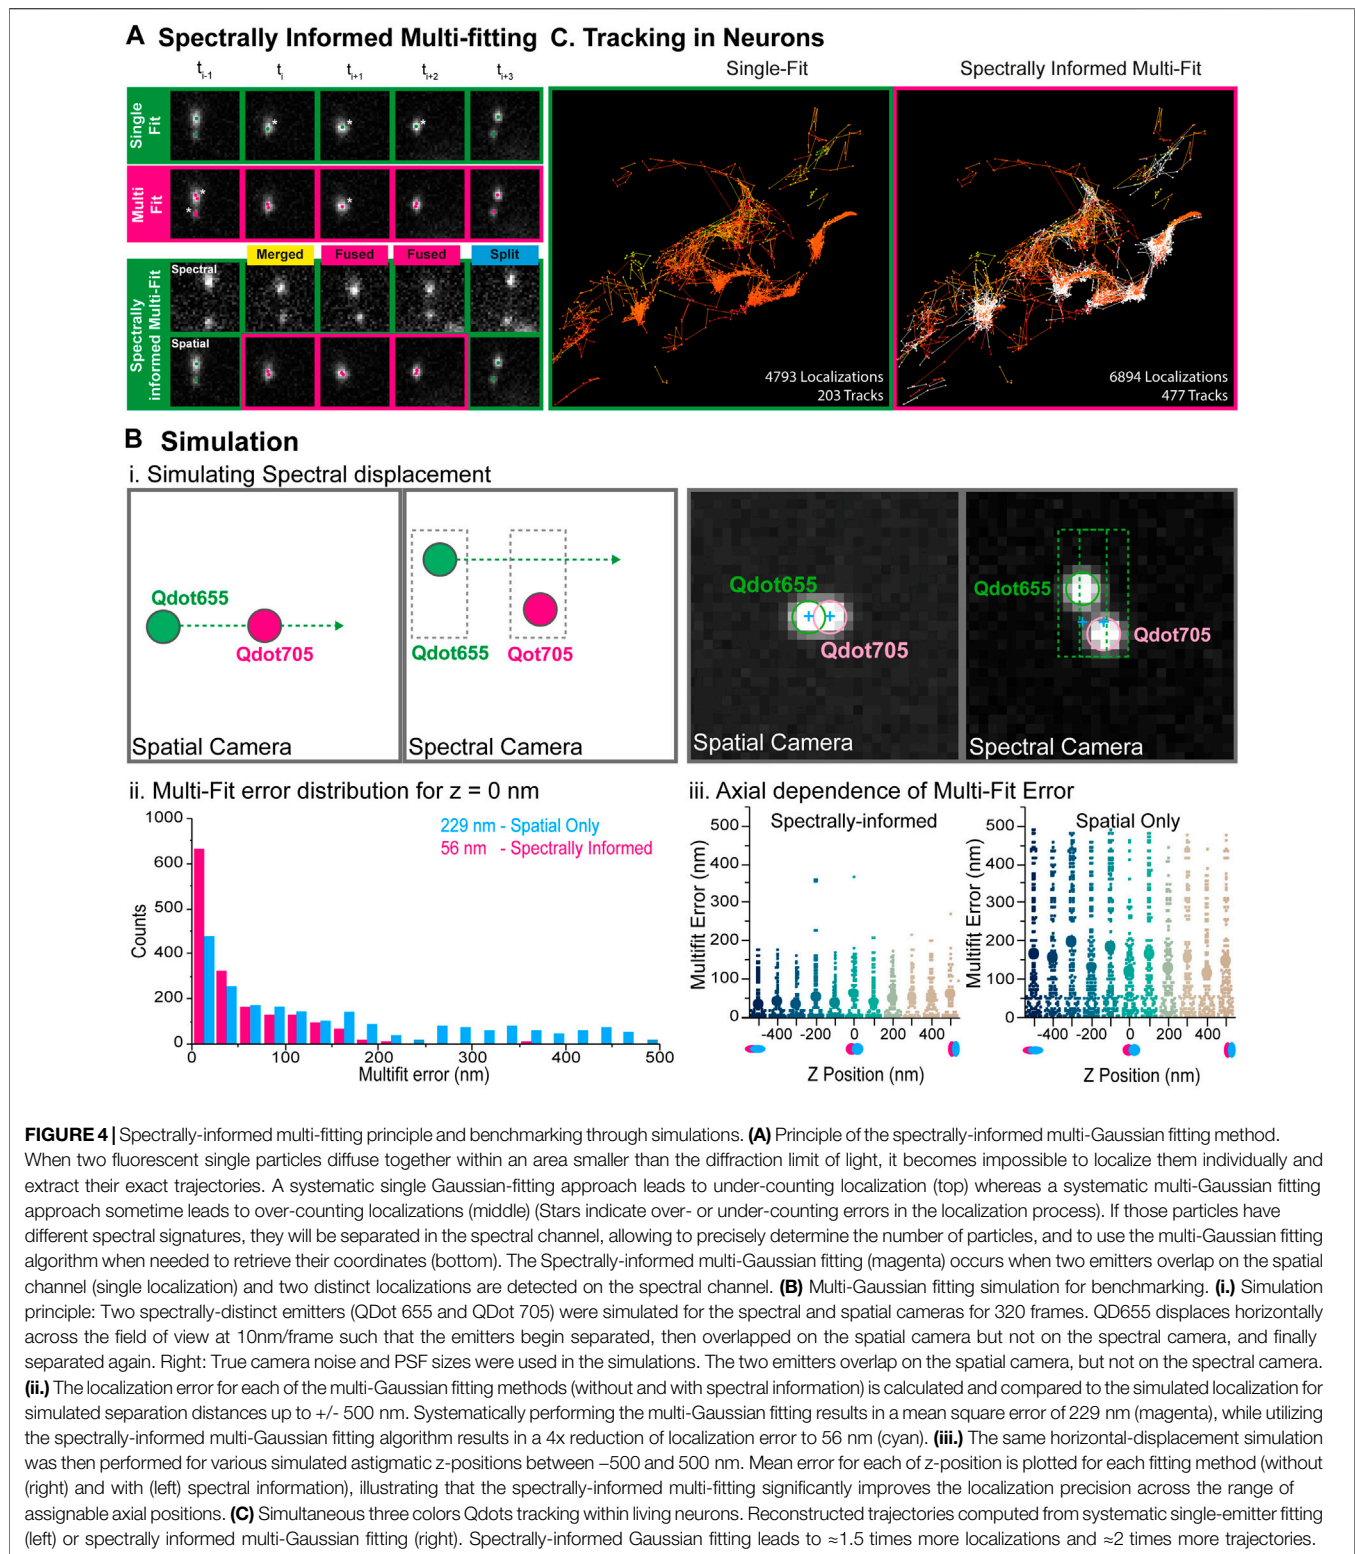 A Spectrally Informed Multi-fitting
ti-1 ti ti+1 ti+2 ti+3
Single Fit
* * *
Multi Fit
* * *
Merged Fused Fused Split
Spectrally informed Multi-Fit
Spectral
Spatial
C. Tracking in Neurons
Single-Fit Spectrally Informed Multi-Fit
4793 Localizations
203 Tracks
6894 Localizations
477 Tracks
B Simulation
i. Simulating Spectral displacement
Qdot655
Qdot705
Spatial Camera
Qdot655
Qot705
Spectral Camera
Qdot655
Qdot705
Spatial Camera
Qdot655
Qdot705
Spectral Camera
ii. Multi-Fit error distribution for z = 0 nm
229 nm - Spatial Only
56 nm - Spectrally Informed
Counts
1000
600
500
400
200
0
0 100 200 300 400 500
Multifit error (nm)
iii. Axial dependence of Multi-Fit Error
Spectrally-informed
Multifit Error (nm)
500
400
300
200
100
0
-400 -200 0 200 400
Z Position (nm)
Spatial Only
Multifit Error (nm)
500
400
300
200
100
0
-400 -200 0 200 400
Z Position (nm)
FIGURE 4 | Spectrally-informed multi-fitting principle and benchmarking through simulations. (A) Principle of the spectrally-informed multi-Gaussian fitting method.
When two fluorescent single particles diffuse together within an area smaller than the diffraction limit of light, it becomes impossible to localize them individually and
extract their exact trajectories. A systematic single Gaussian-fitting approach leads to under-counting localization (top) whereas a systematic multi-Gaussian fitting
approach sometime leads to over-counting localizations (middle) (Stars indicate over- or under-counting errors in the localization process). If those particles have
different spectral signatures, they will be separated in the spectral channel, allowing to precisely determine the number of particles, and to use the multi-Gaussian fitting
algorithm when needed to retrieve their coordinates (bottom). The Spectrally-informed multi-Gaussian fitting (magenta) occurs when two emitters overlap on the spatial
channel (single localization) and two distinct localizations are detected on the spectral channel. (B) Multi-Gaussian fitting simulation for benchmarking. (i.) Simulation
principle: Two spectrally-distinct emitters (QDot 655 and QDot 705) were simulated for the spectral and spatial cameras for 320 frames. QD655 displaces horizontally
across the field of view at 10nm/frame such that the emitters begin separated, then overlapped on the spatial camera but not on the spectral camera, and finally
separated again. Right: True camera noise and PSF sizes were used in the simulations. The two emitters overlap on the spatial camera, but not on the spectral camera.
(ii.) The localization error for each of the multi-Gaussian fitting methods (without and with spectral information) is calculated and compared to the simulated localization for
simulated separation distances up to +/- 500 nm. Systematically performing the multi-Gaussian fitting results in a mean square error of 229 nm (magenta), while utilizing
the spectrally-informed multi-Gaussian fitting algorithm results in a 4x reduction of localization error to 56 nm (cyan). (iii.) The same horizontal-displacement simulation
was then performed for various simulated astigmatic z-positions between –500 and 500 nm. Mean error for each of z-position is plotted for each fitting method (without
(right) and with (left) spectral information), illustrating that the spectrally-informed multi-fitting significantly improves the localization precision across the range of
assignable axial positions. (C) Simultaneous three colors Qdots tracking within living neurons. Reconstructed trajectories computed from systematic single-emitter fitting
(left) or spectrally informed multi-Gaussian fitting (right). Spectrally-informed Gaussian fitting leads to ≈1.5 times more localizations and ≈2 times more trajectories.